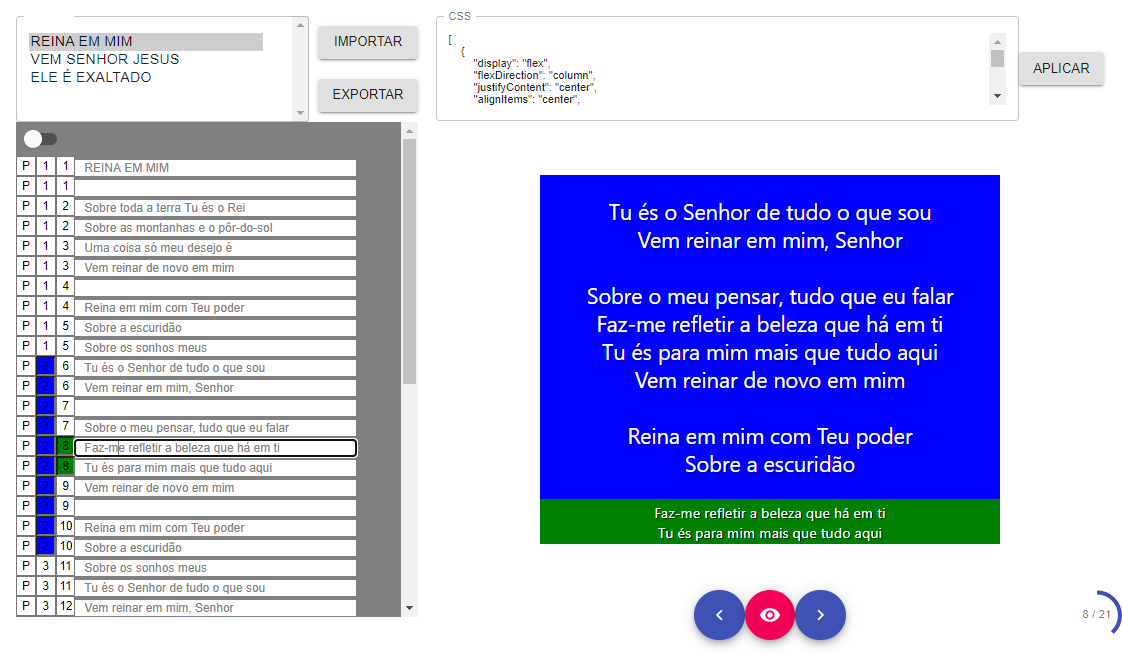 REINA EM MIM
VEM SENHOR JESUS
ELE É EXALTADO
IMPORTAR
EXPORTAR
CSS
[
{
"display": "flex",
"flexDirection": "column",
"justifyContent": "center",
"alignItems": "center",
APLICAR
P 1 1 REINA EM MIM
P 1 1
P 1 2 Sobre toda a terra Tu és o Rei
P 1 2 Sobre as montanhas e o pôr-do-sol
P 1 3 Uma coisa só meu desejo é
P 1 3 Vem reinar de novo em mim
P 1 4
P 1 4 Reina em mim com Teu poder
P 1 5 Sobre a escuridão
P 1 5 Sobre os sonhos meus
P 2 6 Tu és o Senhor de tudo o que sou
P 2 6 Vem reinar em mim, Senhor
P 2 7
P 2 7 Sobre o meu pensar, tudo que eu falar
P 2 8 Faz-me refletir a beleza que há em ti
P 2 8 Tu és para mim mais que tudo aqui
P 2 9 Vem reinar de novo em mim
P 2 9
P 2 10 Reina em mim com Teu poder
P 2 10 Sobre a escuridão
P 3 11 Sobre os sonhos meus
P 3 11 Tu és o Senhor de tudo o que sou
P 3 12 Vem reinar em mim, Senhor
Tu és o Senhor de tudo o que sou
Vem reinar em mim, Senhor
Sobre o meu pensar, tudo que eu falar
Faz-me refletir a beleza que há em ti
Tu és para mim mais que tudo aqui
Vem reinar de novo em mim
Reina em mim com Teu poder
Sobre a escuridão
Faz-me refletir a beleza que há em ti
Tu és para mim mais que tudo aqui
8 / 21